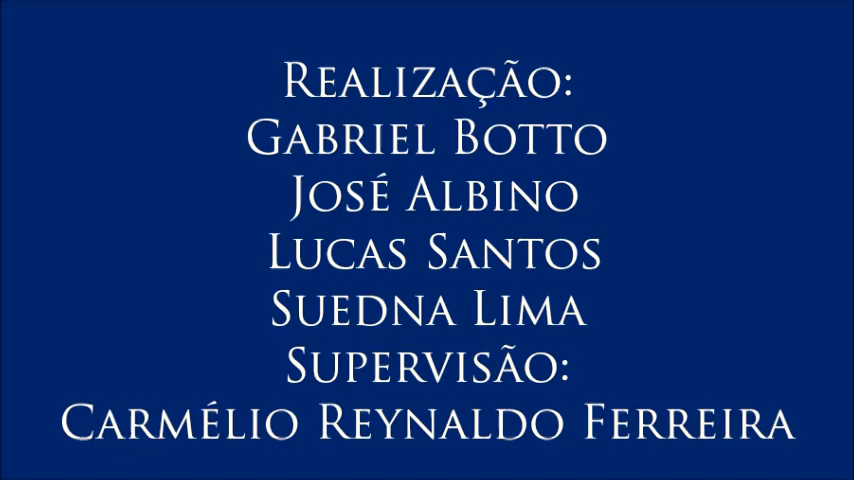 Realização:
Gabriel Botto
José Albino
Lucas Santos
Suedna Lima
Supervisão:
Carmélio Reynaldo Ferreira